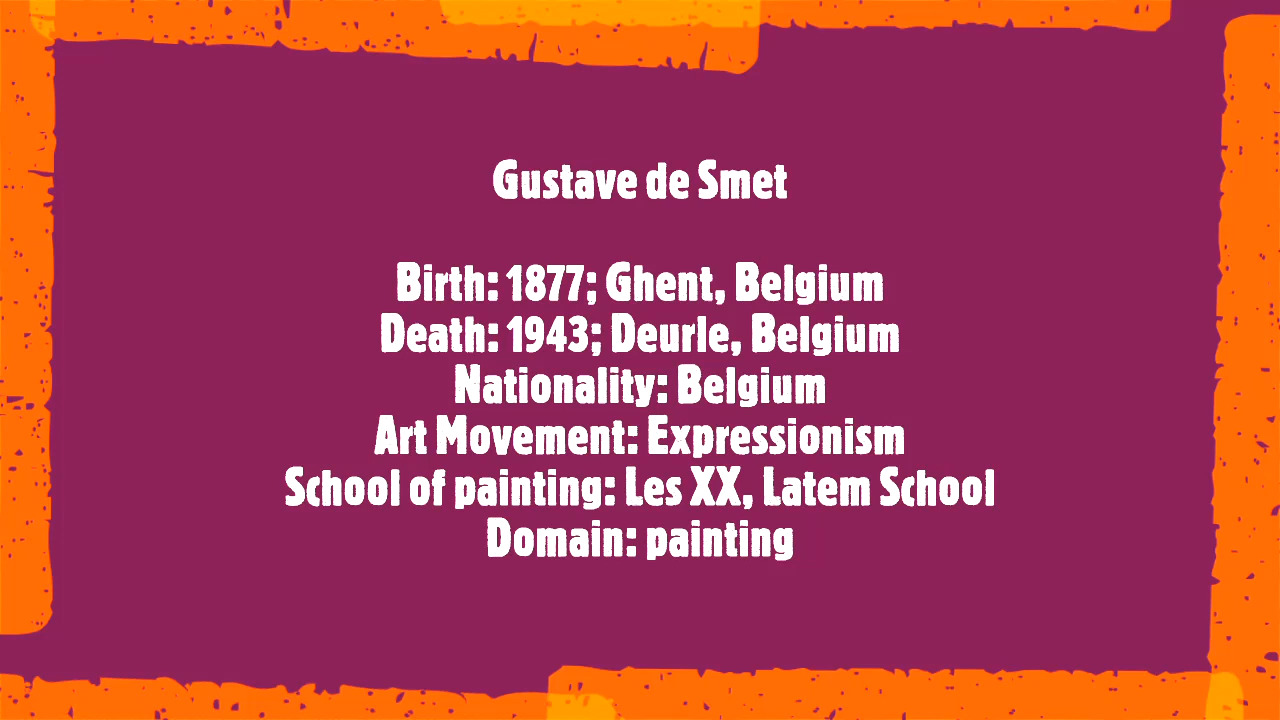 Gustave de Smet
Birth: 1877; Ghent, Belgium
Death: 1943; Deurle, Belgium
Nationality: Belgium
Art Movement: Expressionism
School of painting: Les XX, Latem School
Domain: painting